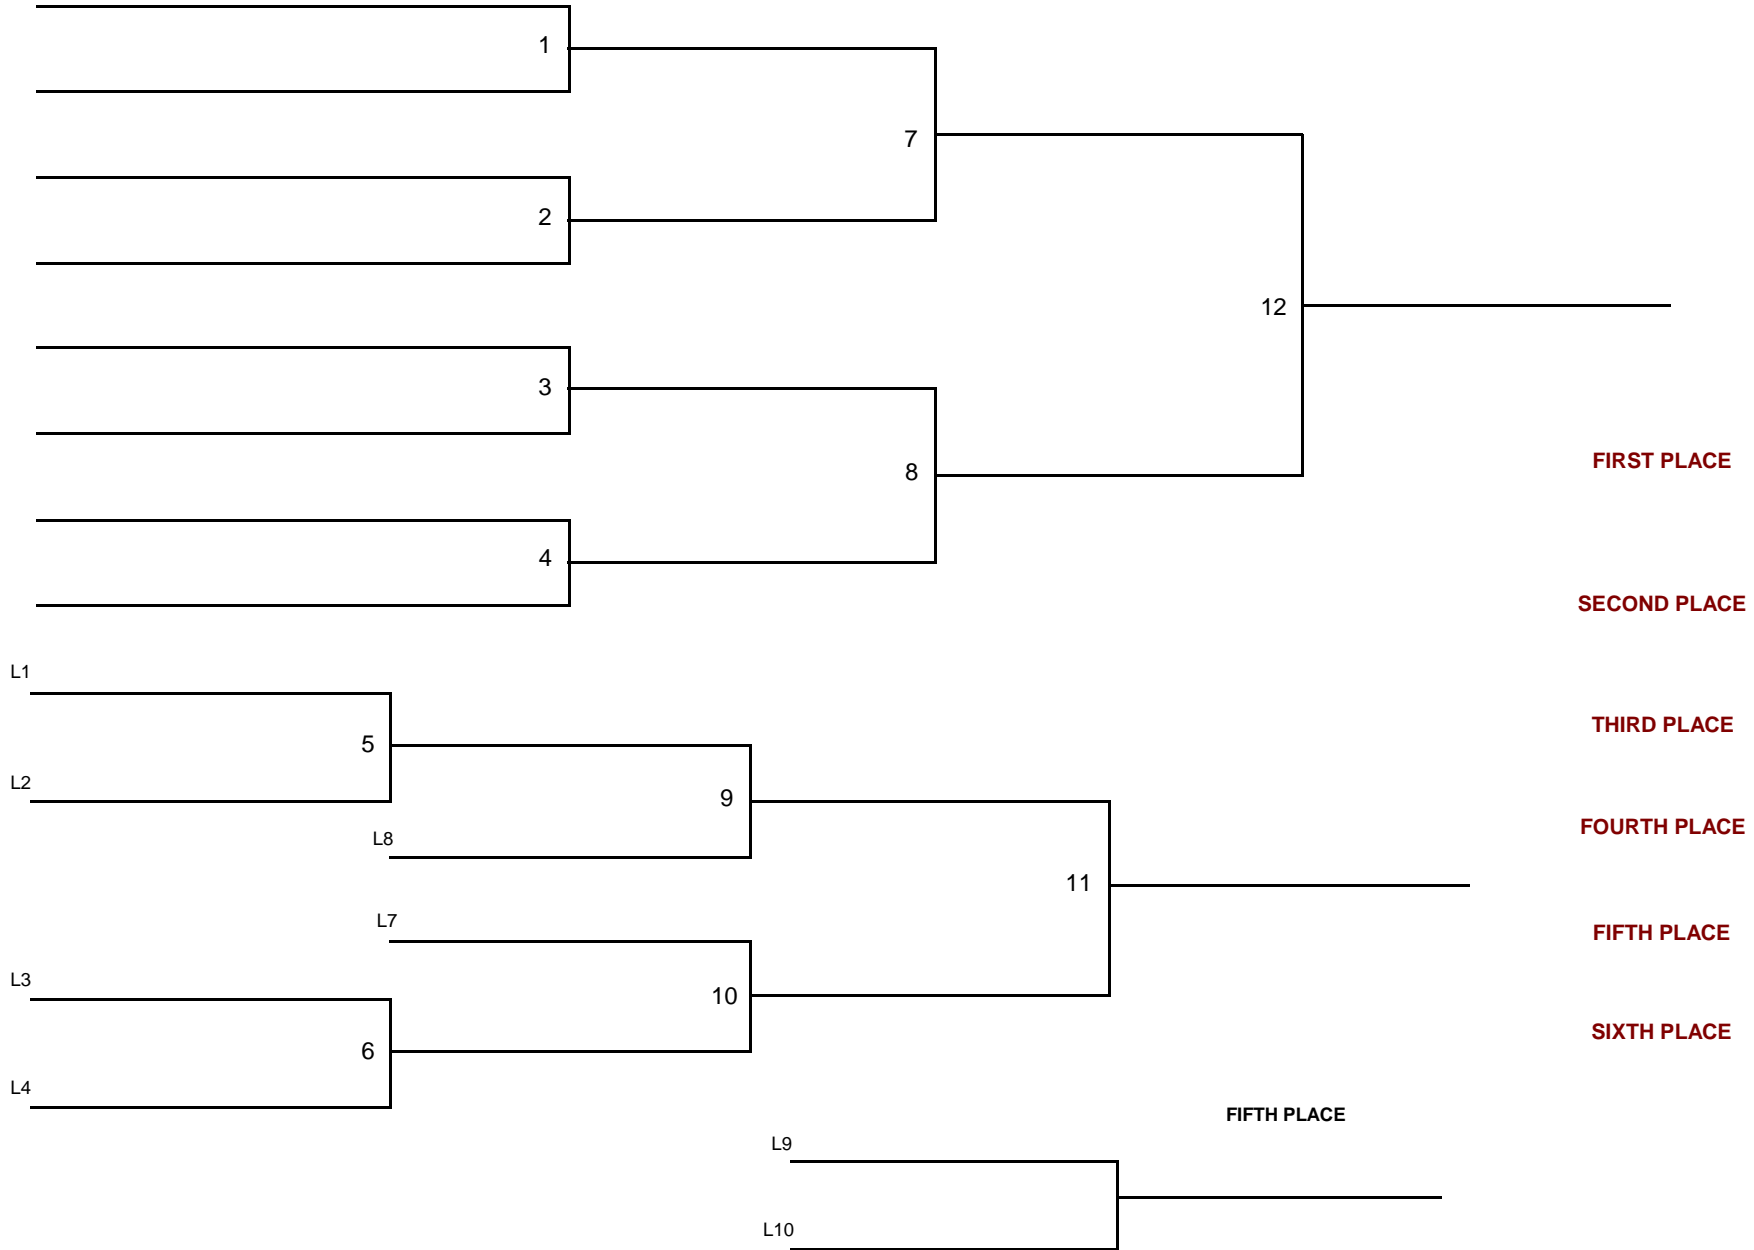 1
7
2
12
3
FIRST PLACE
8
4
SECOND PLACE
L1
THIRD PLACE
5
L2
9
FOURTH PLACE
L8
11
L7
FIFTH PLACE
L3
10
SIXTH PLACE
6
L4
FIFTH PLACE
L9
L10